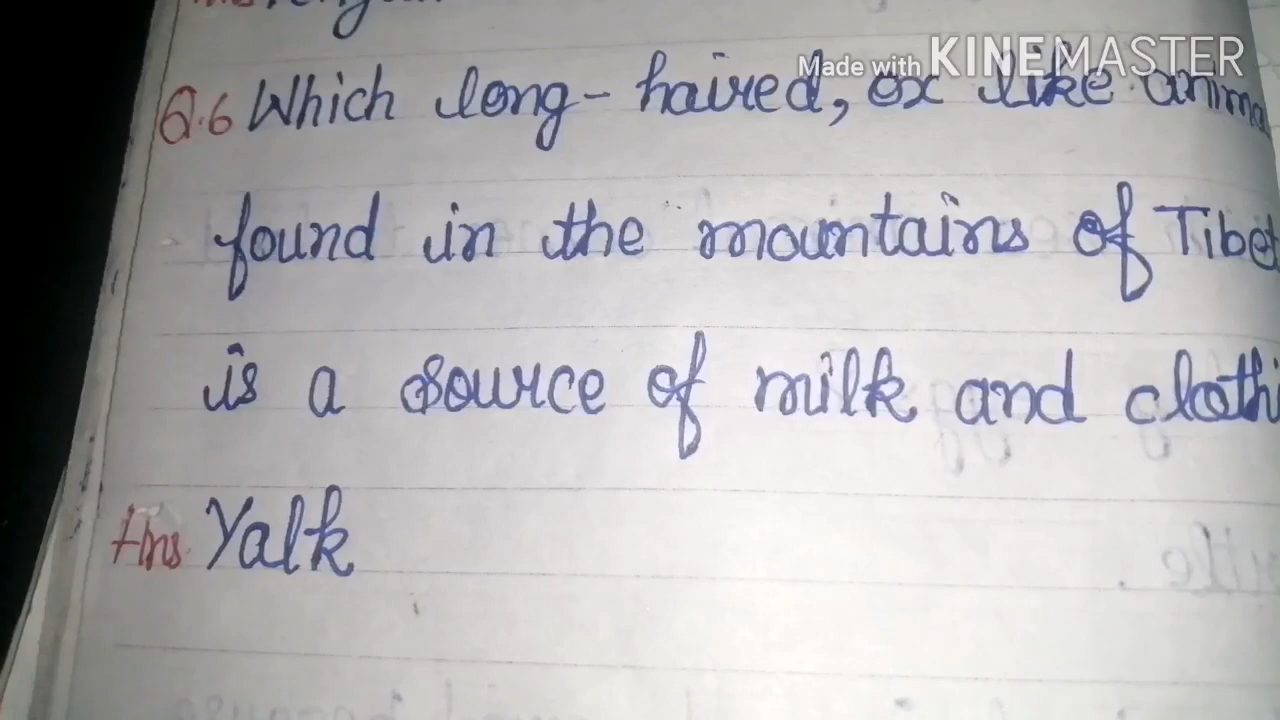 Made with KINEMASTER
Q.6 Which long-haired, ox like anima
found in the mountains of Tibet
is a source of milk and clothi
Ans Yalk